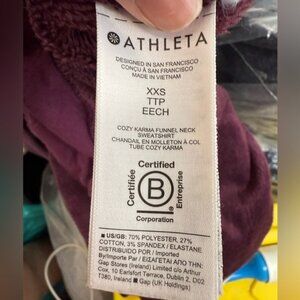 ATHLETA
DESIGNED IN SAN FRANCISCO
CONÇU À SAN FRANCISCO
MADE IN VIETNAM
XXS
TTP
EECH
COZY KARMA FUNNEL NECK
SWEATSHIRT
CHANDAIL EN MOLLETON À COL
TUBE COZY KARMA
Certified
Certifiée
B
Entreprise
Corporation
US/GB: 70% POLYESTER, 27%
COTTON, 3% SPANDEX / ELASTANE
DISTRIBUIDO POR / Imported
By/Importé Par / ΕΙΣΑΓΕΤΑΙ ΑΠΟ ΤΗΝ:
Gap Stores (Ireland) Limited c/o Arthur
Cox, 10 Earlsfort Terrace, Dublin 2, D02
T380, Ireland Gap (UK Holdings)